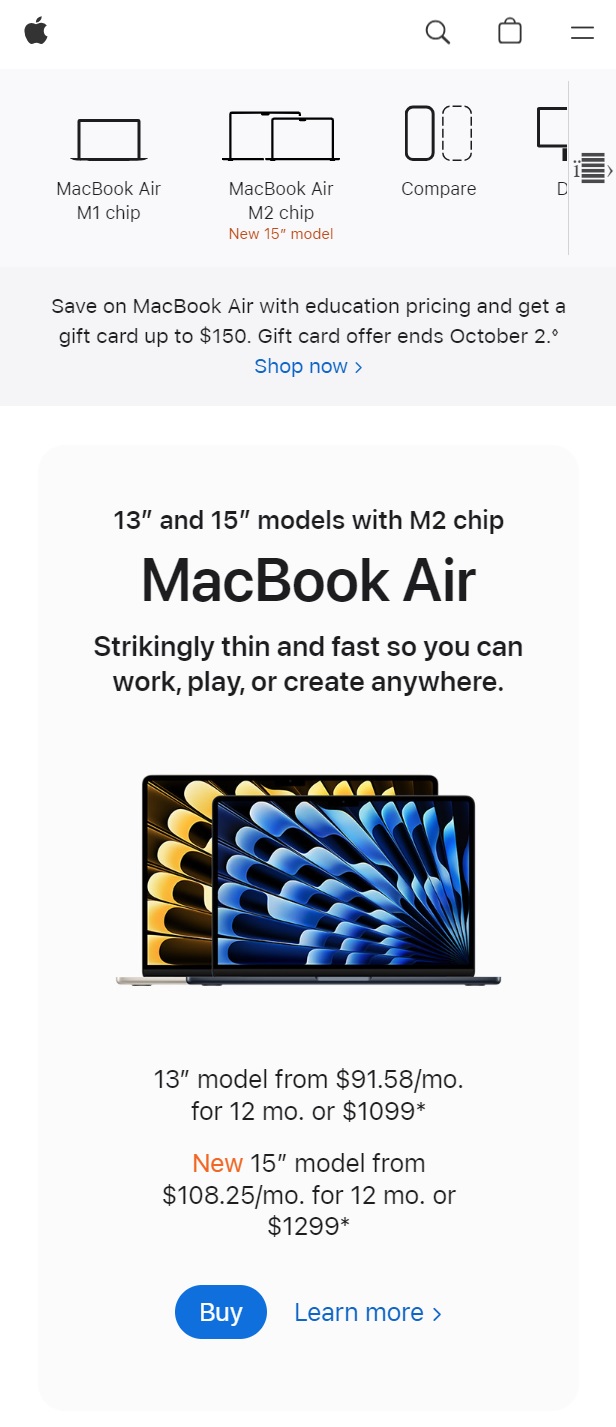 MacBook Air
M1 chip
MacBook Air
M2 chip
New 15″ model
Compare
D
Save on MacBook Air with education pricing and get a
gift card up to $150. Gift card offer ends October 2.◊
Shop now >
13″ and 15″ models with M2 chip
MacBook Air
Strikingly thin and fast so you can
work, play, or create anywhere.
13″ model from $91.58/mo.
for 12 mo. or $1099*
New 15″ model from
$108.25/mo. for 12 mo. or
$1299*
Buy
Learn more >